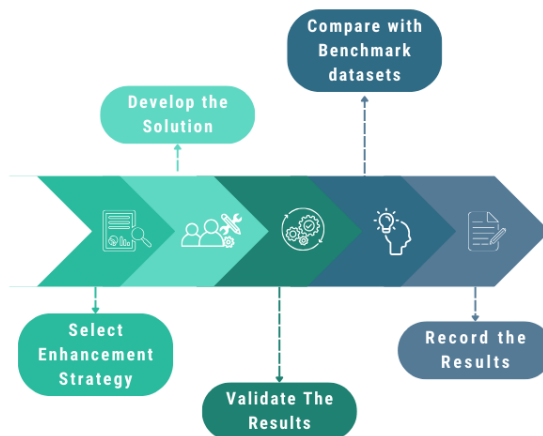 Compare with
Benchmark
datasets
Develop the
Solution
Select
Enhancement
Strategy
Validate The
Results
Record the
Results